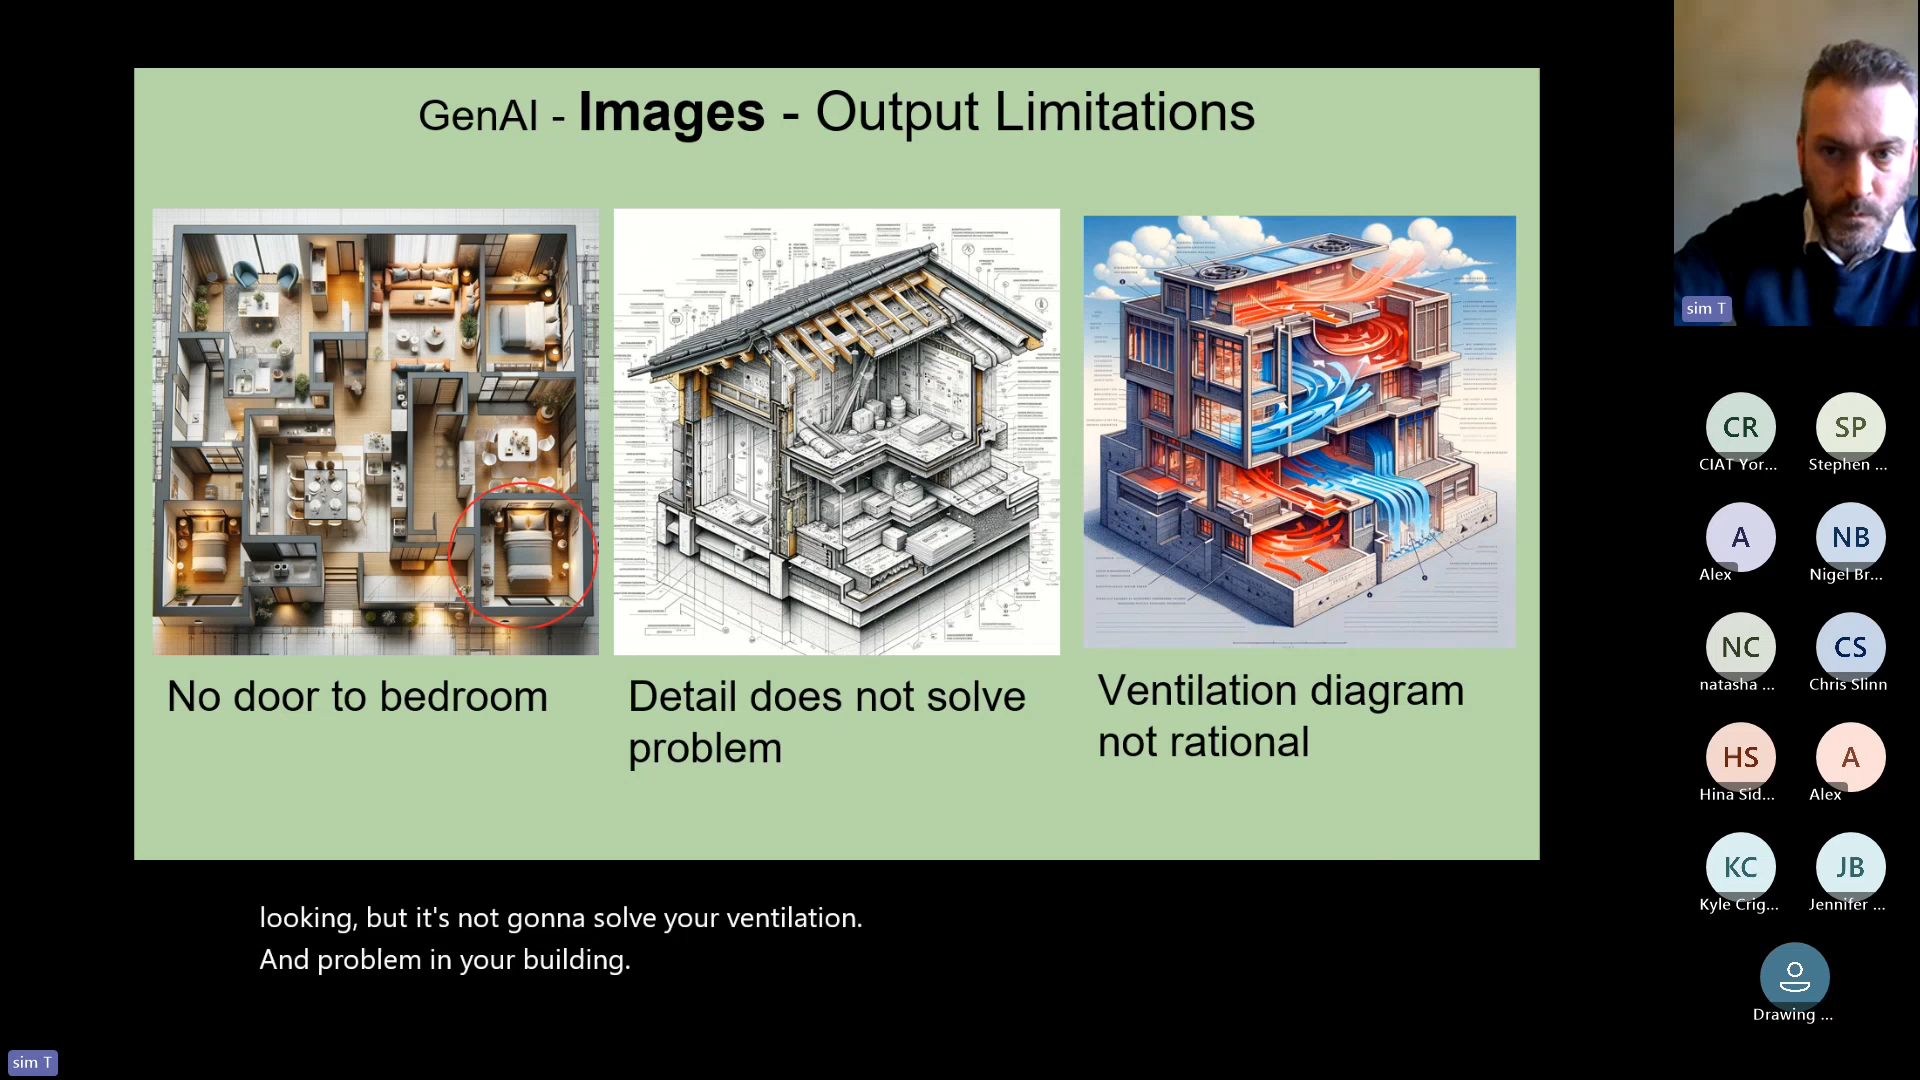 GenAI - Images - Output Limitations
No door to bedroom
Detail does not solve
problem
Ventilation diagram
not rational
looking, but it's not gonna solve your ventilation.
And problem in your building.
sim T
sim T
CR
CIAT Yor...
SP
Stephen ...
A
Alex
NB
Nigel Br...
NC
natasha ...
CS
Chris Slinn
HS
Hina Sid...
A
Alex
KC
Kyle Crig...
JB
Jennifer ...
Drawing ...